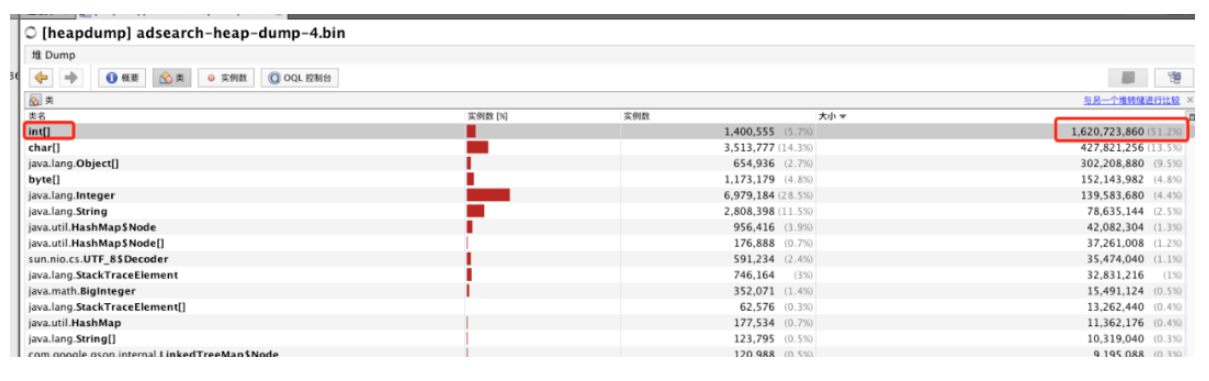 [heapdump] adsearch-heap-dump-4.bin
堆 Dump
概要 类 实例数 OQL 控制台
类 与另一个堆转储进行比较
类名 实例数 [%] 实例数 大小
int[] 1,400,555 (5.7%) 1,620,723,860 (51.2%)
char[] 3,513,777 (14.3%) 427,821,256 (13.5%)
java.lang.Object[] 654,936 (2.7%) 302,208,880 (9.5%)
byte[] 1,173,179 (4.8%) 152,143,982 (4.8%)
java.lang.Integer 6,979,184 (28.5%) 139,583,680 (4.4%)
java.lang.String 2,808,398 (11.5%) 78,635,144 (2.5%)
java.util.HashMap$Node 956,416 (3.9%) 42,082,304 (1.3%)
java.util.HashMap$Node[] 176,888 (0.7%) 37,261,008 (1.2%)
sun.nio.cs.UTF_8$Decoder 591,234 (2.4%) 35,474,040 (1.1%)
java.lang.StackTraceElement 746,164 (3%) 32,831,216 (1%)
java.math.BigInteger 352,071 (1.4%) 15,491,124 (0.5%)
java.lang.StackTraceElement[] 62,576 (0.3%) 13,262,440 (0.4%)
java.util.HashMap 177,534 (0.7%) 11,362,176 (0.4%)
java.lang.String[] 123,795 (0.5%) 10,319,040 (0.3%)
com.google.gson.internal.LinkedTreeMap$Node 120,988 (0.5%) 9,195,088 (0.3%)